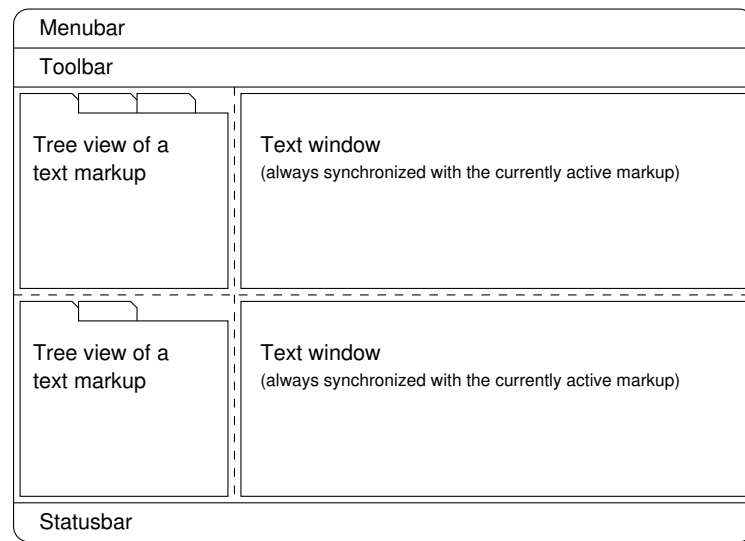 Menubar
Toolbar
Tree view of a
text markup
Text window
(always synchronized with the currently active markup)
Tree view of a
text markup
Text window
(always synchronized with the currently active markup)
Statusbar